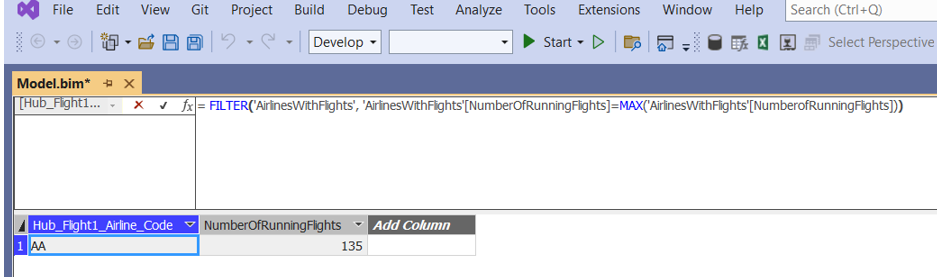 File Edit View Git Project Build Debug Test Analyze Tools Extensions Window Help Search (Ctrl+Q)
Develop Start Select Perspective
Model.bim*
[Hub_Flight1... fx = FILTER('AirlinesWithFlights', 'AirlinesWithFlights'[NumberOfRunningFlights]=MAX('AirlinesWithFlights'[NumberofRunningFlights]))
Hub_Flight1_Airline_Code NumberOfRunningFlights Add Column
1 AA 135